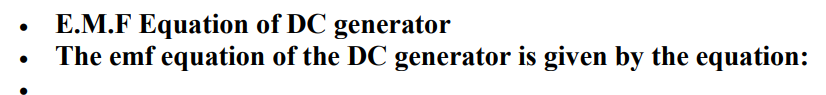 • E.M.F Equation of DC generator
• The emf equation of the DC generator is given by the equation:
•